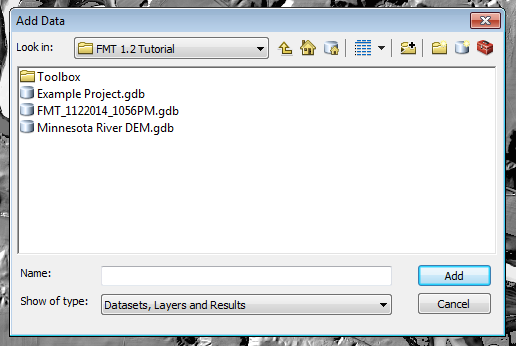 Add Data
Look in: FMT 1.2 Tutorial
Toolbox
Example Project.gdb
FMT_1122014_1056PM.gdb
Minnesota River DEM.gdb
Name: Add
Show of type: Datasets, Layers and Results Cancel